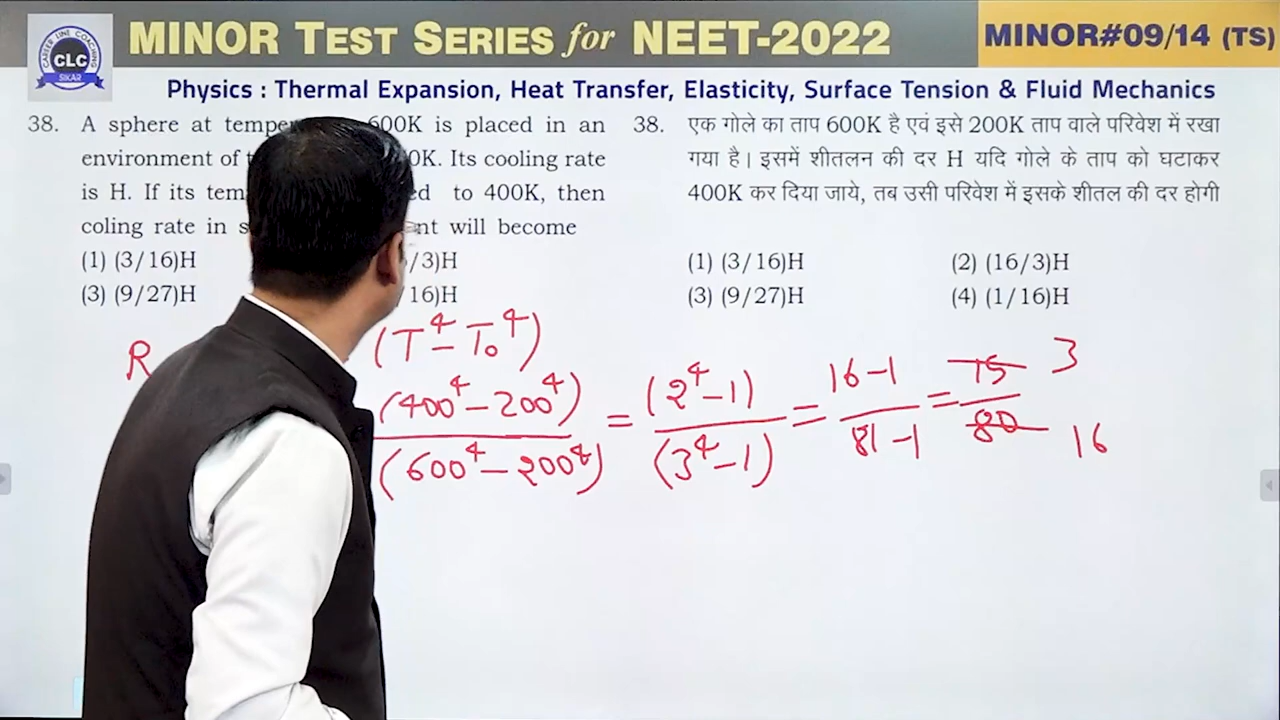 CAREER LINE COACHING
CLC
SIKAR
MINOR TEST SERIES for NEET-2022
MINOR#09/14 (TS)
Physics : Thermal Expansion, Heat Transfer, Elasticity, Surface Tension & Fluid Mechanics
38. A sphere at 600K is placed in an
environment of Its cooling rate
is H. If its to 400K, then
coling rate in will become
(1) (3/16)H /3)H
(3) (9/27)H /16)H
38. एक गोले का ताप 600K है एवं इसे 200K ताप वाले परिवेश में रखा
गया है। इसमें शीतलन की दर H यदि गोले के ताप को घटाकर
400K कर दिया जाये, तब उसी परिवेश में इसके शीतल की दर होगी
(1) (3/16)H (2) (16/3)H
(3) (9/27)H (4) (1/16)H
R (T⁴ – T₀⁴)
(400⁴ – 200⁴) / (600⁴ – 200⁴) = (2⁴ – 1) / (3⁴ – 1) = 16 – 1 / 81 – 1 = 15 / 80 3 16